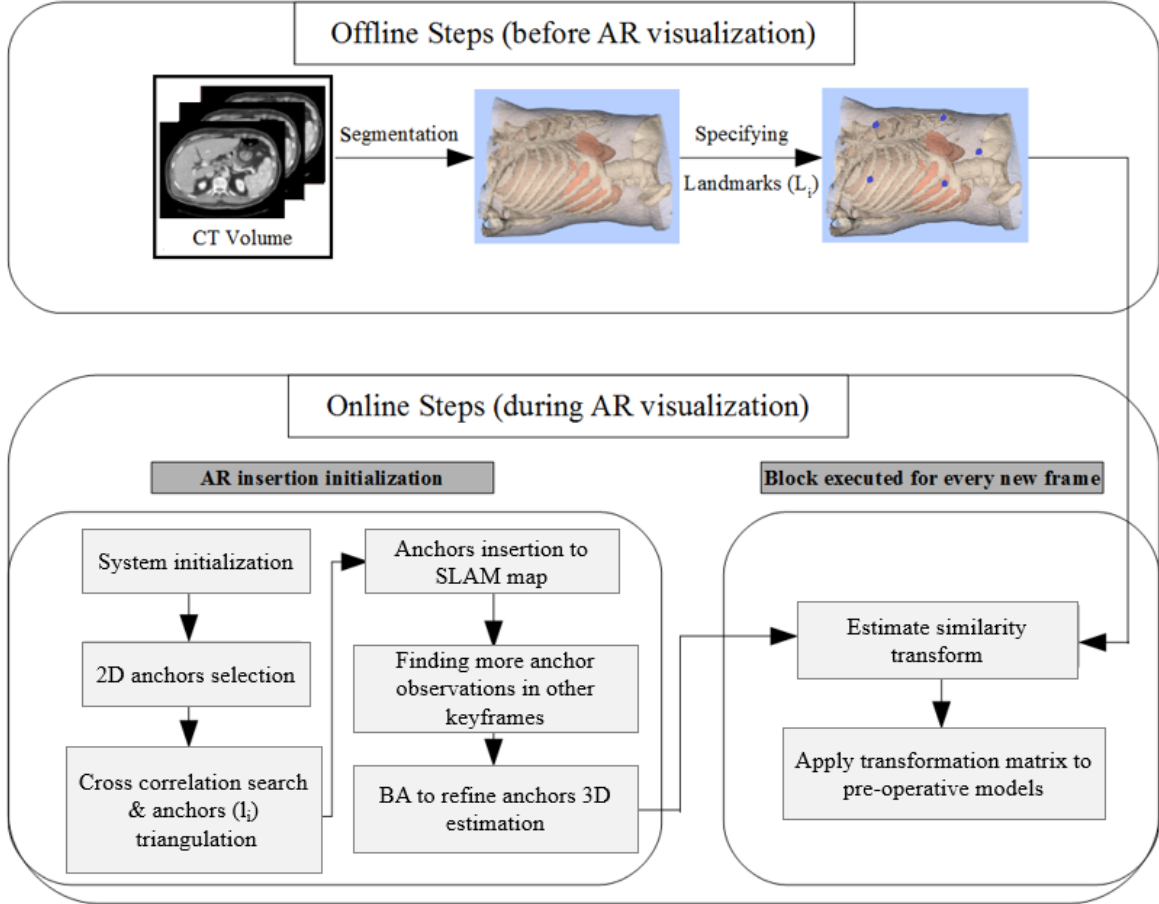 Offline Steps (before AR visualization)
Segmentation
Specifying
Landmarks (Li)
CT Volume
Online Steps (during AR visualization)
AR insertion initialization
Block executed for every new frame
System initialization
2D anchors selection
Cross correlation search
& anchors (li)
triangulation
Anchors insertion to
SLAM map
Finding more anchor
observations in other
keyframes
BA to refine anchors 3D
estimation
Estimate similarity
transform
Apply transformation matrix to
pre-operative models